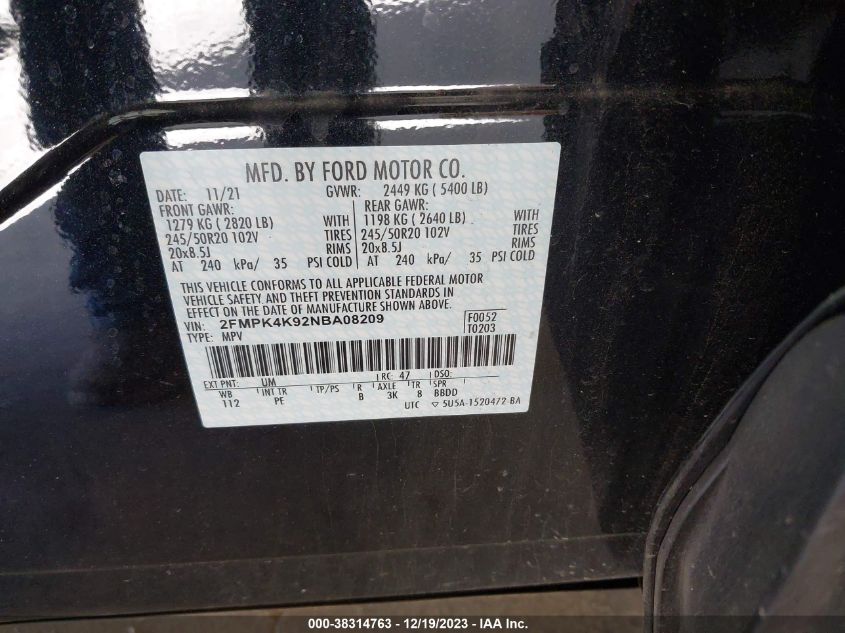 MFD. BY FORD MOTOR CO.
DATE: 11/21 GVWR: 2449 KG ( 5400 LB)
FRONT GAWR: REAR GAWR:
1279 KG ( 2820 LB) WITH 1198 KG ( 2640 LB) WITH
245/50R20 102V TIRES 245/50R20 102V TIRES
20x8.5J RIMS 20x8.5J RIMS
AT 240 kPa/ 35 PSI COLD AT 240 kPa/ 35 PSI COLD
THIS VEHICLE CONFORMS TO ALL APPLICABLE FEDERAL MOTOR
VEHICLE SAFETY AND THEFT PREVENTION STANDARDS IN
EFFECT ON THE DATE OF MANUFACTURE SHOWN ABOVE.
VIN: 2FMPK4K92NBA08209 F0052
TYPE: MPV T0203
EXT PNT: UM RC: 47 DSO:
WB INT TR TP/PS R AXLE TR SPR
112 PE B 3K 8 BBDD
UTC ▽ 5U5A-1520472-BA
000-38314763 - 12/19/2023 - IAA Inc.